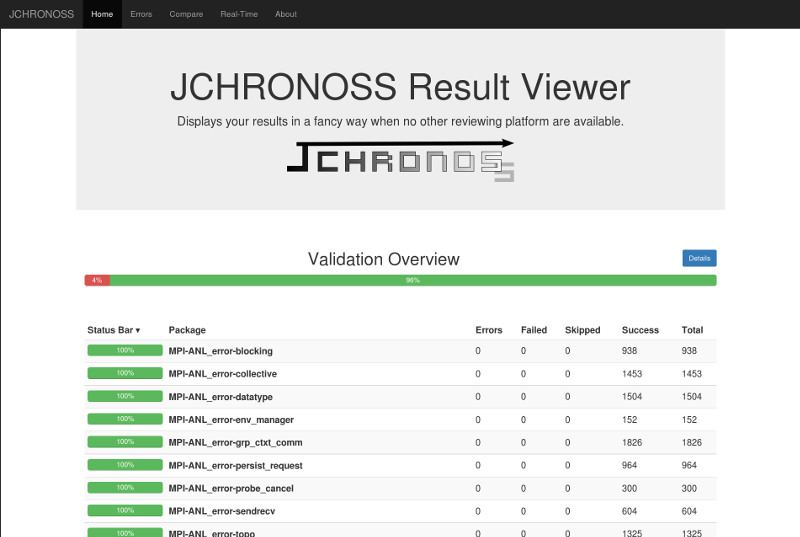 JCHRONOSS Home Errors Compare Real-Time About
JCHRONOSS Result Viewer
Displays your results in a fancy way when no other reviewing platform are available.
JCHRONOSS
Validation Overview Details
4% 96%
Status Bar ▾ Package Errors Failed Skipped Success Total
100% MPI-ANL_error-blocking 0 0 0 938 938
100% MPI-ANL_error-collective 0 0 0 1453 1453
100% MPI-ANL_error-datatype 0 0 0 1504 1504
100% MPI-ANL_error-env_manager 0 0 0 152 152
100% MPI-ANL_error-grp_ctxt_comm 0 0 0 1826 1826
100% MPI-ANL_error-persist_request 0 0 0 964 964
100% MPI-ANL_error-probe_cancel 0 0 0 300 300
100% MPI-ANL_error-sendrecv 0 0 0 604 604
100% MPI-ANL_error-topo 0 0 0 1325 1325